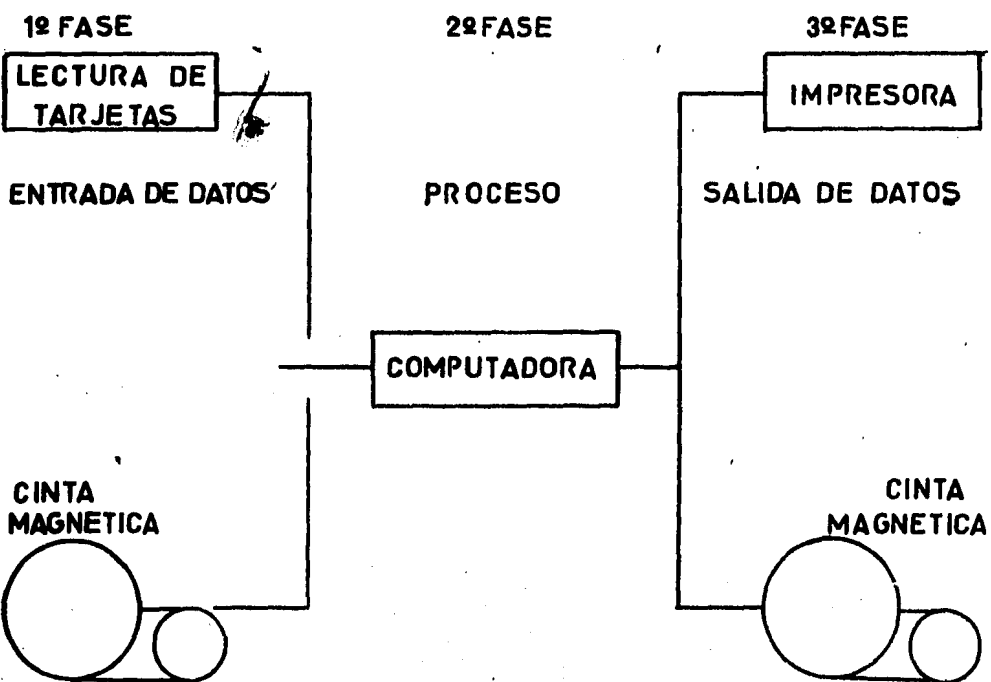 1º FASE
2º FASE
3º FASE
LECTURA DE
TARJETAS
IMPRESORA
ENTRADA DE DATOS
PROCESO
SALIDA DE DATOS
COMPUTADORA
CINTA
MAGNETICA
CINTA
MAGNETICA